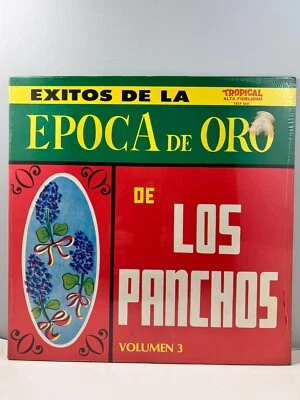 EXITOS DE LA
TROPICAL
ALTA FIDELIDAD
EPOCA DE ORO
DE
LOS
PANCHOS
VOLUMEN 3